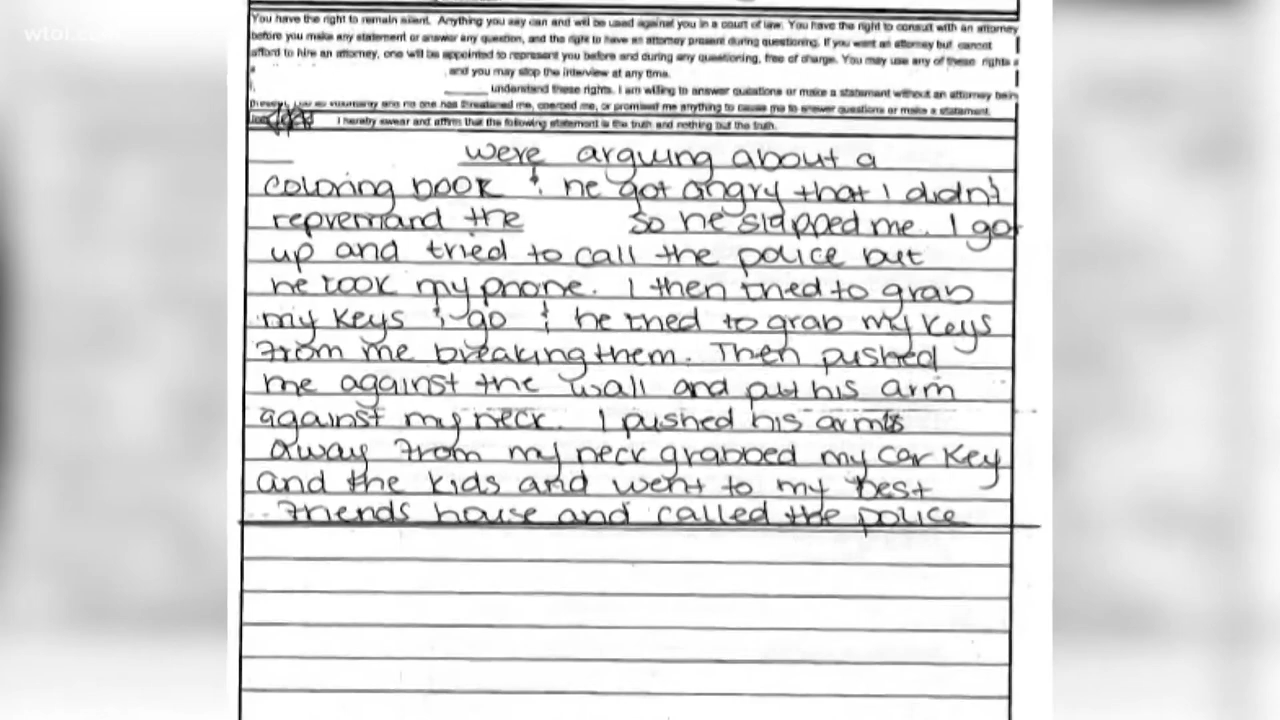 wtol.com
You have the right to remain silent. Anything you say can and will be used against you in a court of law. You have the right to consult with an attorney
before you make any statement or answer any question, and the right to have an attorney present during questioning. If you want an attorney but cannot
afford to hire an attorney, one will be appointed to represent you before and during any questioning, free of charge. You may use any of these rights a
and you may stop the interview at any time.
I, understand these rights. I am willing to answer questions or make a statement without an attorney bein
present. voluntarily and no one has threatened me, coerced me, or promised me anything to cause me to answer questions or make a statement.
I hereby swear and affirm that the following statement is the truth and nothing but the truth.
were arguing about a
coloring book & he got angry that I didn't
repremand the so he slapped me. I got
up and tried to call the police but
he took my phone. I then tried to grab
my keys & go & he tried to grab my keys
from me breaking them. Then pushed
me against the wall and put his arm
against my neck. I pushed his arms
away from my neck grabbed my car key
and the kids and went to my best
friends house and called the police